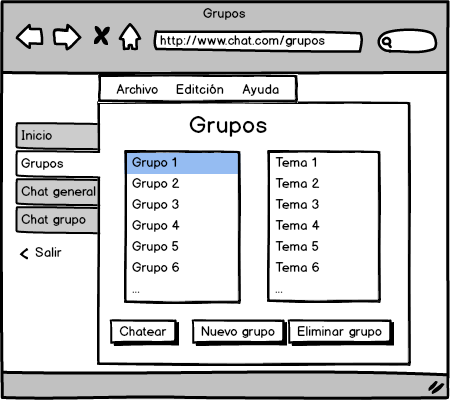 Grupos
http://www.chat.com/grupos
Archivo Editción Ayuda
Grupos
Inicio
Grupos
Chat general
Chat grupo
Salir
Grupo 1
Grupo 2
Grupo 3
Grupo 4
Grupo 5
Grupo 6
...
Tema 1
Tema 2
Tema 3
Tema 4
Tema 5
Tema 6
...
Chatear Nuevo grupo Eliminar grupo